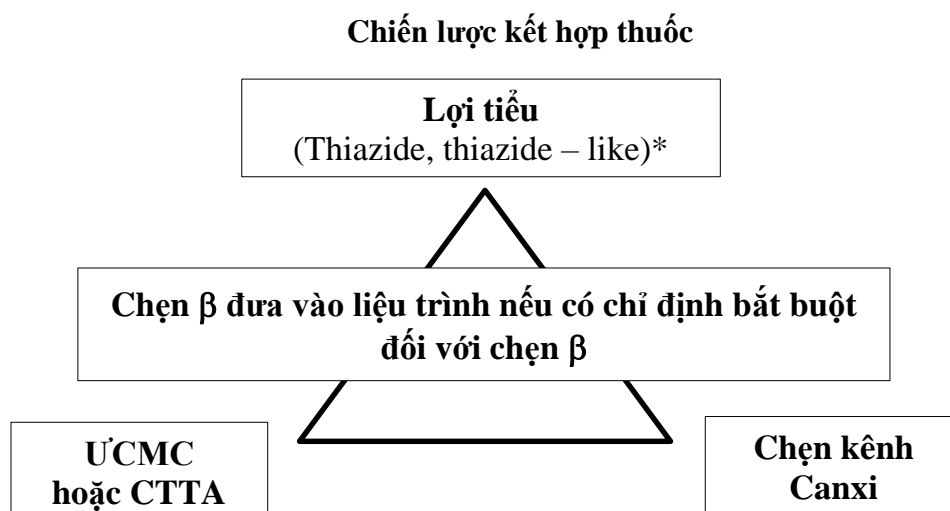 Chiến lược kết hợp thuốc
Lợi tiểu
(Thiazide, thiazide – like)*
Chẹn β đưa vào liệu trình nếu có chỉ định bắt buột
đối với chẹn β
ƯCMC
hoặc CTTA
Chẹn kênh
Canxi